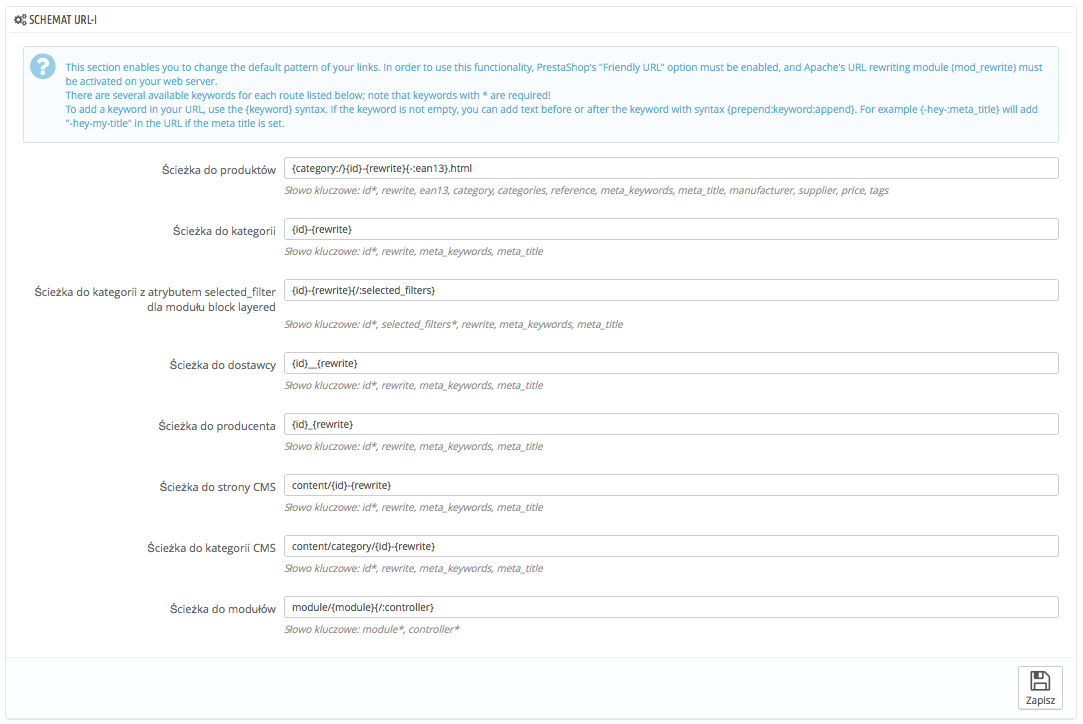 SCHEMAT URL-I
This section enables you to change the default pattern of your links. In order to use this functionality, PrestaShop's "Friendly URL" option must be enabled, and Apache's URL rewriting module (mod_rewrite) must
be activated on your web server.
There are several available keywords for each route listed below; note that keywords with * are required!
To add a keyword in your URL, use the {keyword} syntax. If the keyword is not empty, you can add text before or after the keyword with syntax {prepend:keyword:append}. For example {-hey-:meta_title} will add
"-hey-my-title" in the URL if the meta title is set.
Ścieżka do produktów
{category:/}{id}-{rewrite}{-:ean13}.html
Słowo kluczowe: id*, rewrite, ean13, category, categories, reference, meta_keywords, meta_title, manufacturer, supplier, price, tags
Ścieżka do kategorii
{id}-{rewrite}
Słowo kluczowe: id*, rewrite, meta_keywords, meta_title
Ścieżka do kategorii z atrybutem selected_filter
dla modułu block layered
{id}-{rewrite}{/:selected_filters}
Słowo kluczowe: id*, selected_filters*, rewrite, meta_keywords, meta_title
Ścieżka do dostawcy
{id}__{rewrite}
Słowo kluczowe: id*, rewrite, meta_keywords, meta_title
Ścieżka do producenta
{id}_{rewrite}
Słowo kluczowe: id*, rewrite, meta_keywords, meta_title
Ścieżka do strony CMS
content/{id}-{rewrite}
Słowo kluczowe: id*, rewrite, meta_keywords, meta_title
Ścieżka do kategorii CMS
content/category/{id}-{rewrite}
Słowo kluczowe: id*, rewrite, meta_keywords, meta_title
Ścieżka do modułów
module/{module}{/:controller}
Słowo kluczowe: module*, controller*
Zapisz